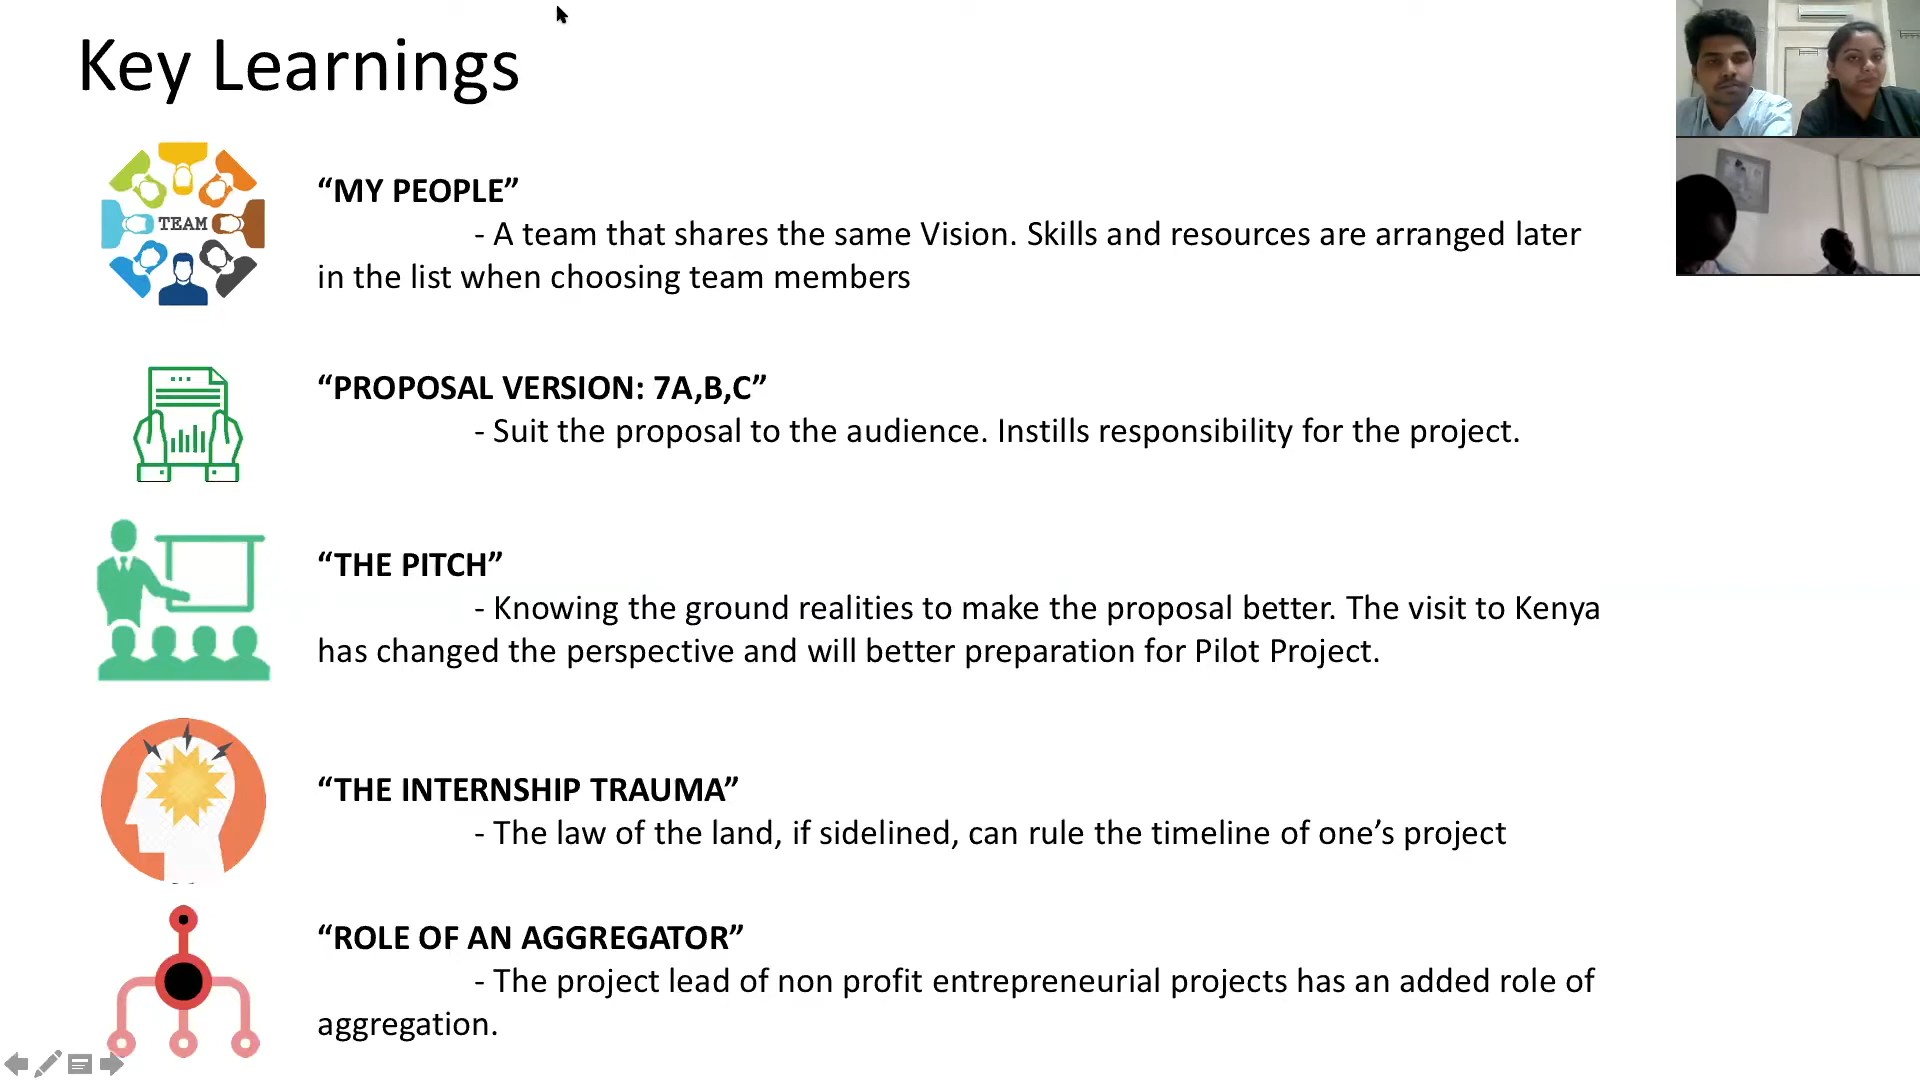 Key Learnings
TEAM
“MY PEOPLE”
- A team that shares the same Vision. Skills and resources are arranged later
in the list when choosing team members
“PROPOSAL VERSION: 7A,B,C”
- Suit the proposal to the audience. Instills responsibility for the project.
“THE PITCH”
- Knowing the ground realities to make the proposal better. The visit to Kenya
has changed the perspective and will better preparation for Pilot Project.
“THE INTERNSHIP TRAUMA”
- The law of the land, if sidelined, can rule the timeline of one’s project
“ROLE OF AN AGGREGATOR”
- The project lead of non profit entrepreneurial projects has an added role of
aggregation.